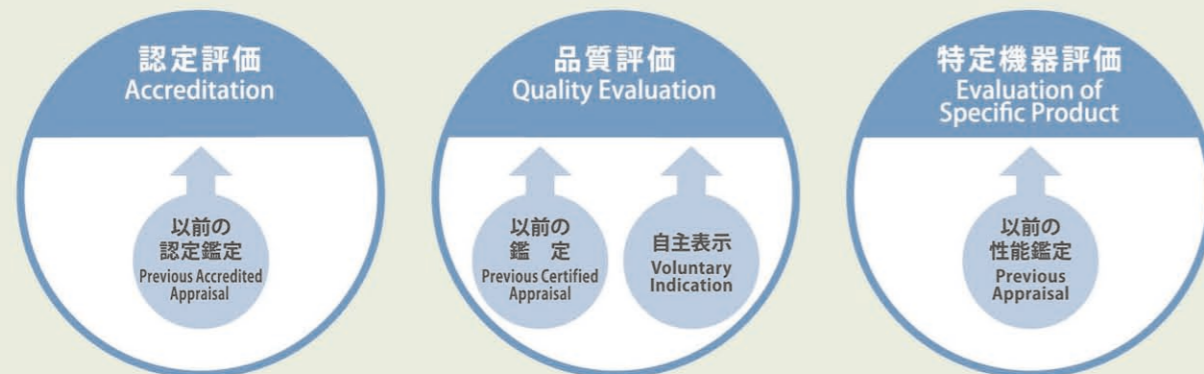 認定評価
Accreditation
以前の
認定鑑定
Previous Accredited
Appraisal
品質評価
Quality Evaluation
以前の
鑑　定
Previous Certified
Appraisal
自主表示
Voluntary
Indication
特定機器評価
Evaluation of
Specific Product
以前の
性能鑑定
Previous
Appraisal